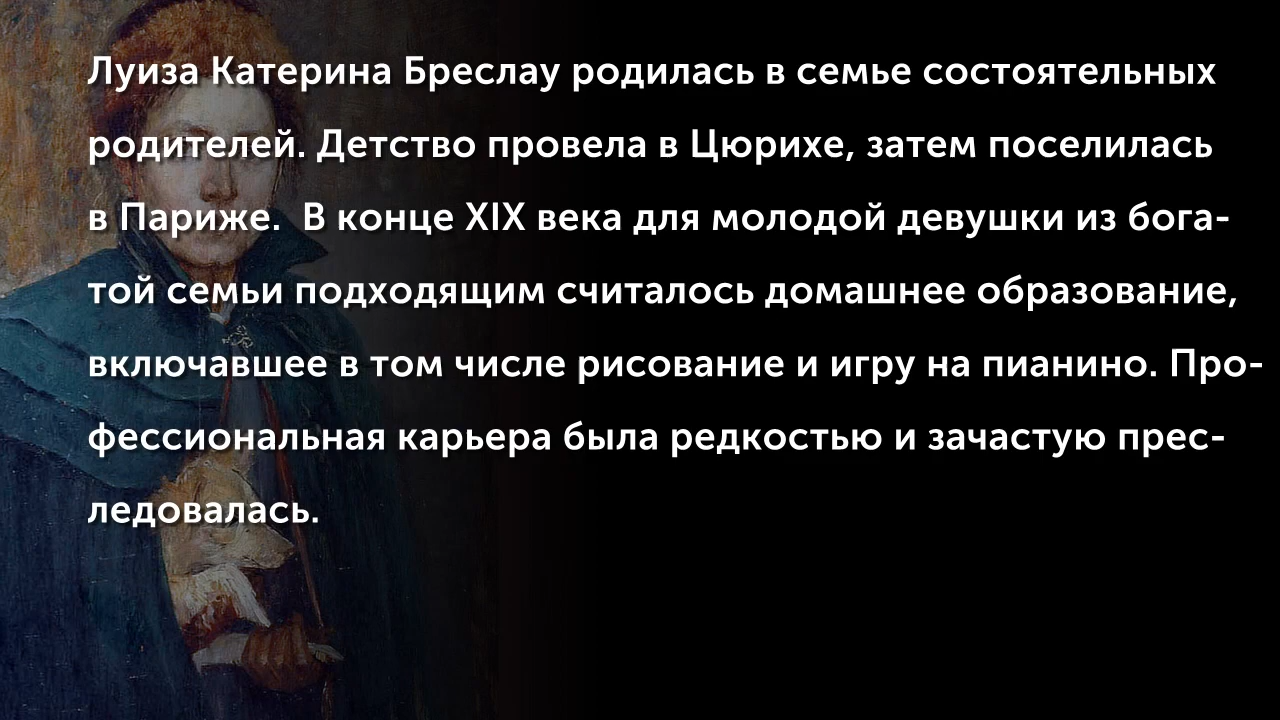 Луиза Катерина Бреслау родилась в семье состоятельных
родителей. Детство провела в Цюрихе, затем поселилась
в Париже.  В конце XIX века для молодой девушки из бога-
той семьи подходящим считалось домашнее образование,
включавшее в том числе рисование и игру на пианино. Про-
фессиональная карьера была редкостью и зачастую прес-
ледовалась.